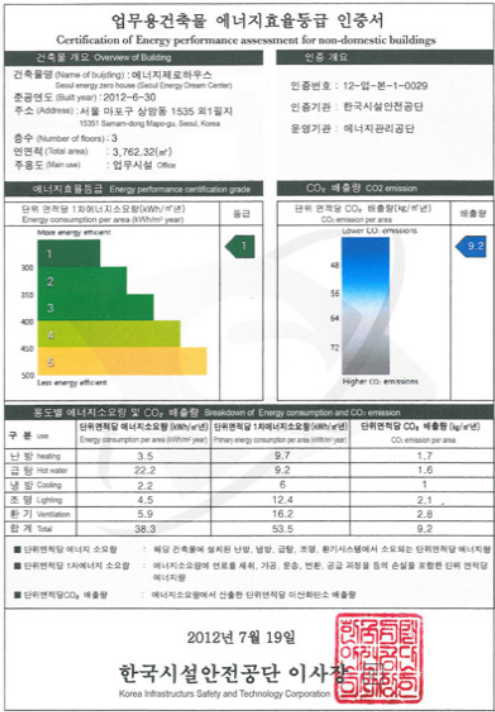 업무용건축물 에너지효율등급 인증서
Certification of Energy performance assessment for non-domestic buildings
건축물 개요 Overview of Building
건축물명 (Name of building) : 에너지제로하우스
Seoul energy zero house (Seoul Energy Dream Center)
준공연도 (Built year) : 2012-6-30
주소 (Address) : 서울 마포구 상암동 1535 외1필지
15351 Samam-dong Mapo-gu, Seoul, Korea
층수 (Number of floors) : 3
연면적 (Total area) : 3,762.32(㎡)
주용도 (Main use) : 업무시설 Office
인증 개요
인증번호 : 12-업-본-1-0029
인증기관 : 한국시설안전공단
운영기관 : 에너지관리공단
에너지효율등급 Energy performance certification grade
단위 면적당 1차에너지소요량(kWh/㎡년)
Energy consumption per area (kWh/m² year)
등급
More energy efficient
1
300
2
350
3
400
4
450
5
500
Less energy efficient
1
CO₂ 배출량 CO2 emission
단위 면적당 CO₂ 배출량(kg/㎡년)
CO₂ emission per area
배출량
Lower CO₂ emissions
48
56
64
72
Higher CO₂ emissions
9.2
용도별 에너지소요량 및 CO₂ 배출량 Breakdown of Energy consumption and CO₂ emission
구 분 use
단위면적당 에너지소요량 (kWh/㎡년)
Energy consumption per area (kWh/m² year)
단위면적당 1차에너지소요량(kWh/㎡년)
Primary energy consumption per area (kWh/m² year)
단위면적당 CO₂ 배출량 (kg/㎡년)
CO₂ emission per area
난 방 heating 3.5 9.7 1.7
급 탕 Hot water 22.2 9.2 1.6
냉 방 Cooling 2.2 6 1
조 명 Lighting 4.5 12.4 2.1
환 기 Ventilation 5.9 16.2 2.8
합 계 Total 38.3 53.5 9.2
■ 단위면적당 에너지 소요량 : 해당 건축물에 설치된 난방, 냉방, 급탕, 조명, 환기시스템에서 소요되는 단위면적당 에너지량
■ 단위면적당 1차에너지 소요량 : 에너지소요량에 연료를 채취, 가공, 운송, 변환, 공급 과정을 등의 손실을 포함한 단위 면적당
에너지량
■ 단위면적당CO₂ 배출량 : 에너지소요량에서 산출한 단위면적당 이산화탄소 배출량
2012년 7월 19일
한국시설안전공단 이사장
Korea Infrastructurs Safety and Technology Corporation